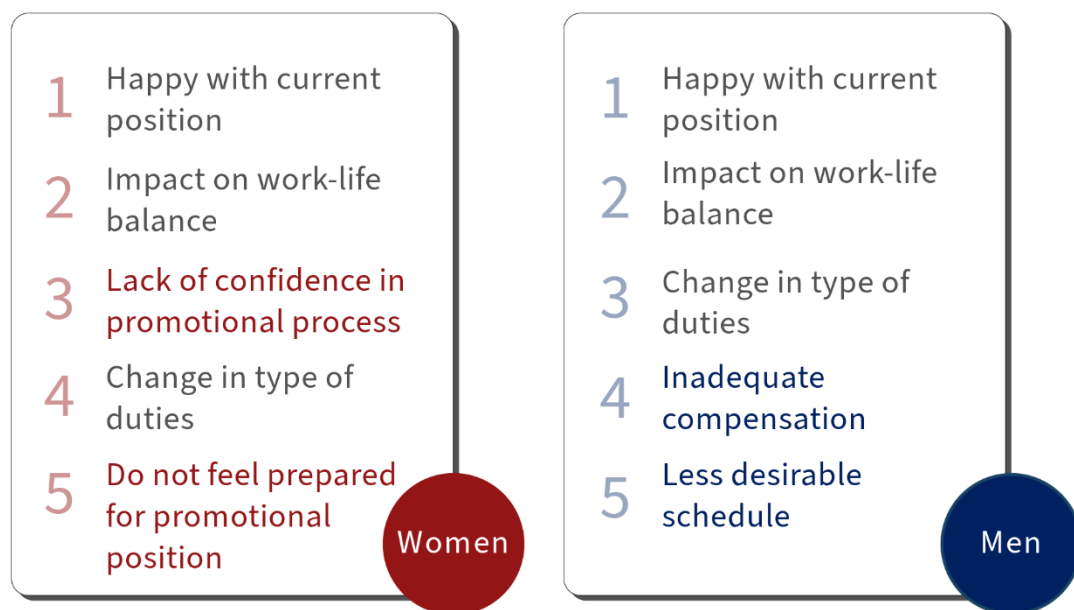 1
Happy with current
position
2
Impact on work-life
balance
3
Lack of confidence in
promotional process
4
Change in type of
duties
5
Do not feel prepared
for promotional
position
Women
1
Happy with current
position
2
Impact on work-life
balance
3
Change in type of
duties
4
Inadequate
compensation
5
Less desirable
schedule
Men